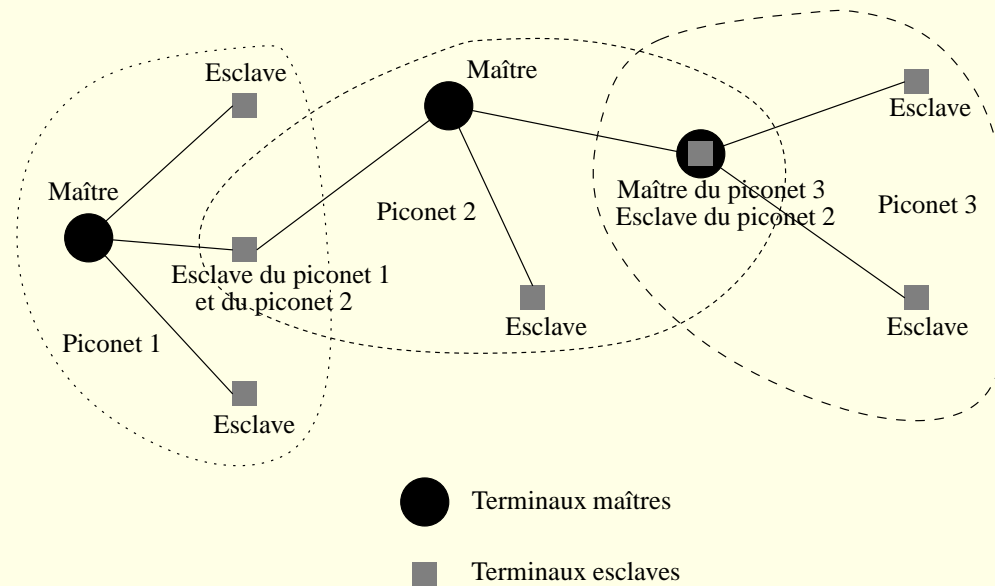 Maître
Esclave
Esclave
Maître
Maître du piconet 3
Esclave du piconet 2
Piconet 2
Piconet 3
Esclave du piconet 1
et du piconet 2
Esclave
Esclave
Piconet 1
Esclave
Terminaux maîtres
Terminaux esclaves